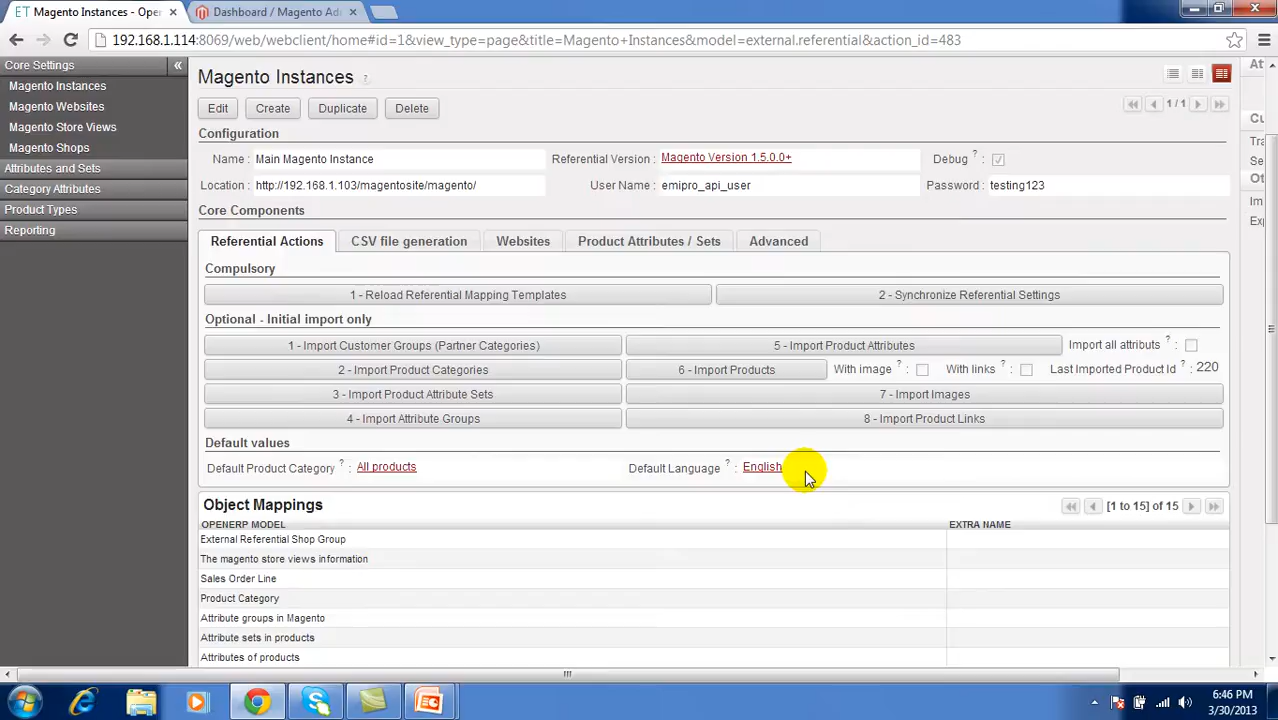 ET Magento Instances - Oper
Dashboard / Magento Adm
192.168.1.114:8069/web/webclient/home#id=1&view_type=page&title=Magento+Instances&model=external.referential&action_id=483
Core Settings «
Magento Instances
Magento Websites
Magento Store Views
Magento Shops
Attributes and Sets
Category Attributes
Product Types
Reporting
Magento Instances ?
Edit Create Duplicate Delete
1 / 1
Configuration
Name : Main Magento Instance Referential Version : Magento Version 1.5.0.0+ Debug ? :
Location : http://192.168.1.103/magentosite/magento/ User Name : emipro_api_user Password : testing123
Core Components
Referential Actions CSV file generation Websites Product Attributes / Sets Advanced
Compulsory
1 - Reload Referential Mapping Templates 2 - Synchronize Referential Settings
Optional - Initial import only
1 - Import Customer Groups (Partner Categories) 5 - Import Product Attributes Import all attributs ? :
2 - Import Product Categories 6 - Import Products With image ? : With links ? : Last Imported Product Id ? : 220
3 - Import Product Attribute Sets 7 - Import Images
4 - Import Attribute Groups 8 - Import Product Links
Default values
Default Product Category ? : All products Default Language ? : English
Object Mappings [1 to 15] of 15
OPENERP MODEL EXTRA NAME
External Referential Shop Group
The magento store views information
Sales Order Line
Product Category
Attribute groups in Magento
Attribute sets in products
Attributes of products
At
Cu
Tra
Se
Ot
Im
Exp
6:46 PM
3/30/2013